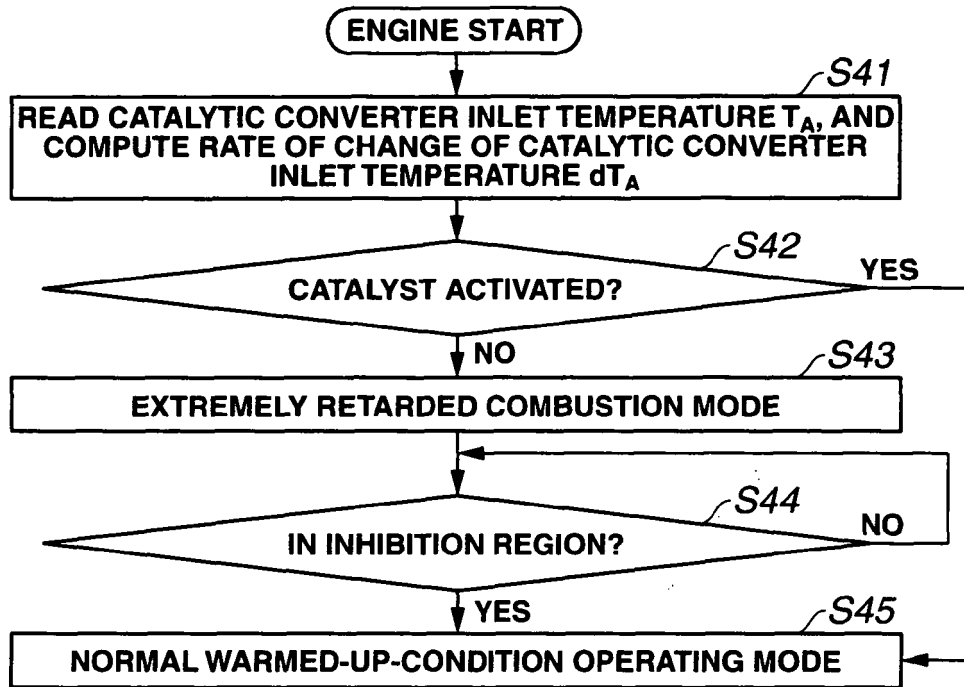 ENGINE START
S41
READ CATALYTIC CONVERTER INLET TEMPERATURE TA, AND
COMPUTE RATE OF CHANGE OF CATALYTIC CONVERTER
INLET TEMPERATURE dTA
S42
CATALYST ACTIVATED?
YES
NO
S43
EXTREMELY RETARDED COMBUSTION MODE
S44
IN INHIBITION REGION?
NO
YES
S45
NORMAL WARMED-UP-CONDITION OPERATING MODE